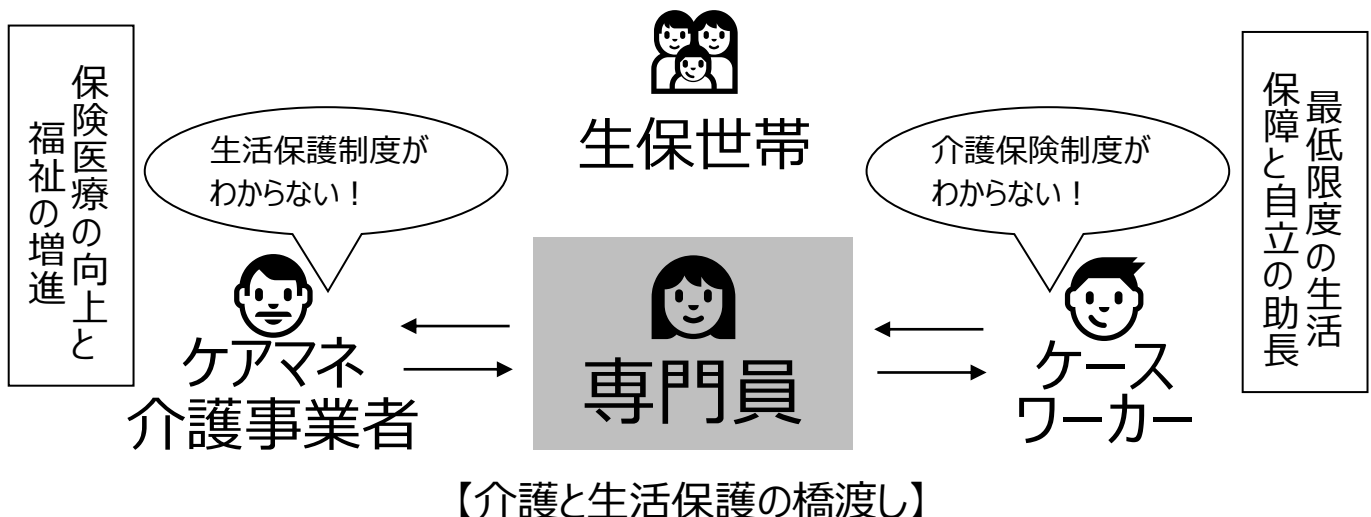 保険医療の向上と
福祉の増進
生活保護制度が
わからない！
生保世帯
介護保険制度が
わからない！
最低限度の生活
保障と自立の助長
ケアマネ
介護事業者
専門員
ケース
ワーカー
【介護と生活保護の橋渡し】